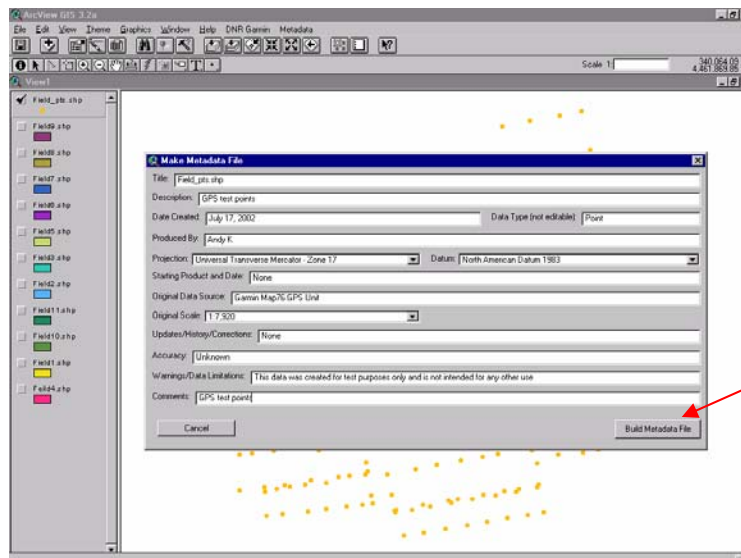 ArcView GIS 3.2a
File Edit View Theme Graphics Window Help DNR Garmin Metadata
Scale 1:
340,064.09
4,461,869.85
View1
Field_pts.shp
Field9.shp
Field8.shp
Field7.shp
Field6.shp
Field5.shp
Field3.shp
Field2.shp
Field11.shp
Field10.shp
Field1.shp
Feild4.shp
Make Metadata File
Title: Field_pts.shp
Description: GPS test points
Date Created: July 17, 2002 Data Type (not editable): Point
Produced By: Andy K.
Projection: Universal Transverse Mercator - Zone 17 Datum: North American Datum 1983
Starting Product and Date: None
Original Data Source: Garmin Map76 GPS Unit
Original Scale: 1:7,920
Updates/History/Corrections: None
Accuracy: Unknown
Warnings/Data Limitations: This data was created for test purposes only and is not intended for any other use
Comments: GPS test points
Cancel Build Metadata File